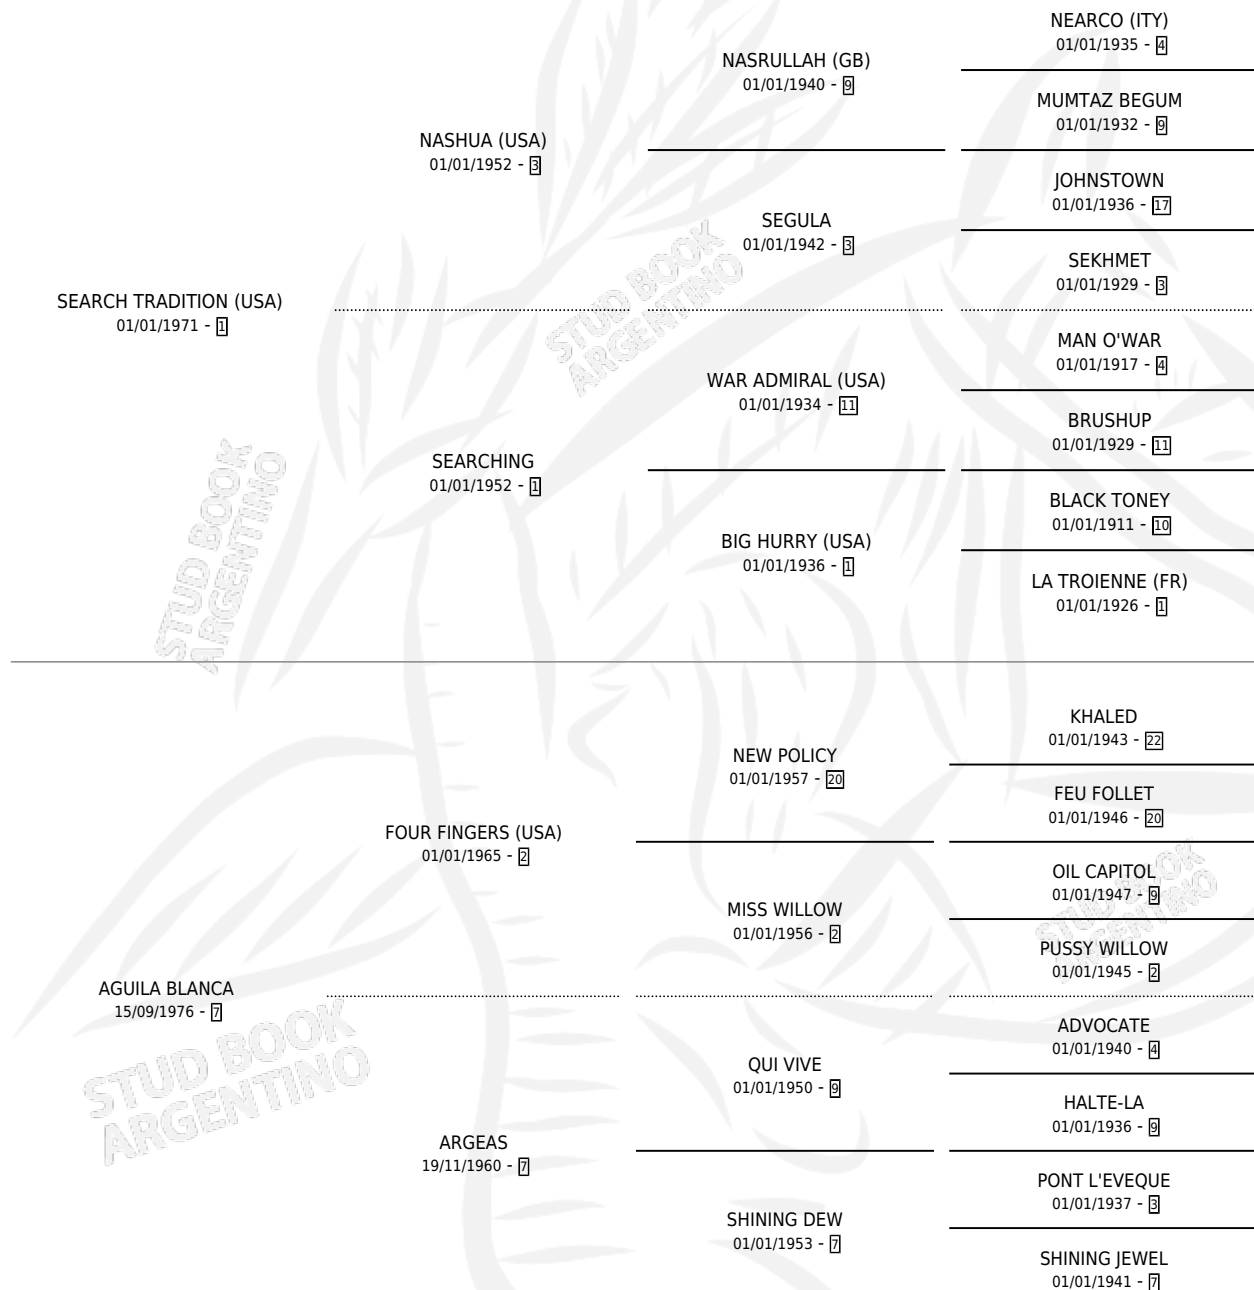 NEARCO (ITY)
01/01/1935 - 4
NASRULLAH (GB)
01/01/1940 - 9
MUMTAZ BEGUM
01/01/1932 - 9
NASHUA (USA)
01/01/1952 - 3
JOHNSTOWN
01/01/1936 - 17
SEGULA
01/01/1942 - 3
SEKHMET
01/01/1929 - 3
SEARCH TRADITION (USA)
01/01/1971 - 1
MAN O'WAR
01/01/1917 - 4
WAR ADMIRAL (USA)
01/01/1934 - 11
BRUSHUP
01/01/1929 - 11
SEARCHING
01/01/1952 - 1
BLACK TONEY
01/01/1911 - 10
BIG HURRY (USA)
01/01/1936 - 1
LA TROIENNE (FR)
01/01/1926 - 1
KHALED
01/01/1943 - 22
NEW POLICY
01/01/1957 - 20
FEU FOLLET
01/01/1946 - 20
FOUR FINGERS (USA)
01/01/1965 - 2
OIL CAPITOL
01/01/1947 - 9
MISS WILLOW
01/01/1956 - 2
PUSSY WILLOW
01/01/1945 - 2
AGUILA BLANCA
15/09/1976 - 7
ADVOCATE
01/01/1940 - 4
QUI VIVE
01/01/1950 - 9
HALTE-LA
01/01/1936 - 9
ARGEAS
19/11/1960 - 7
PONT L'EVEQUE
01/01/1937 - 3
SHINING DEW
01/01/1953 - 7
SHINING JEWEL
01/01/1941 - 7
STUD BOOK
ARGENTINO
STUD BOOK
ARGENTINO
STUD BOOK
ARGENTINO
STUD BOOK
ARGENTINO